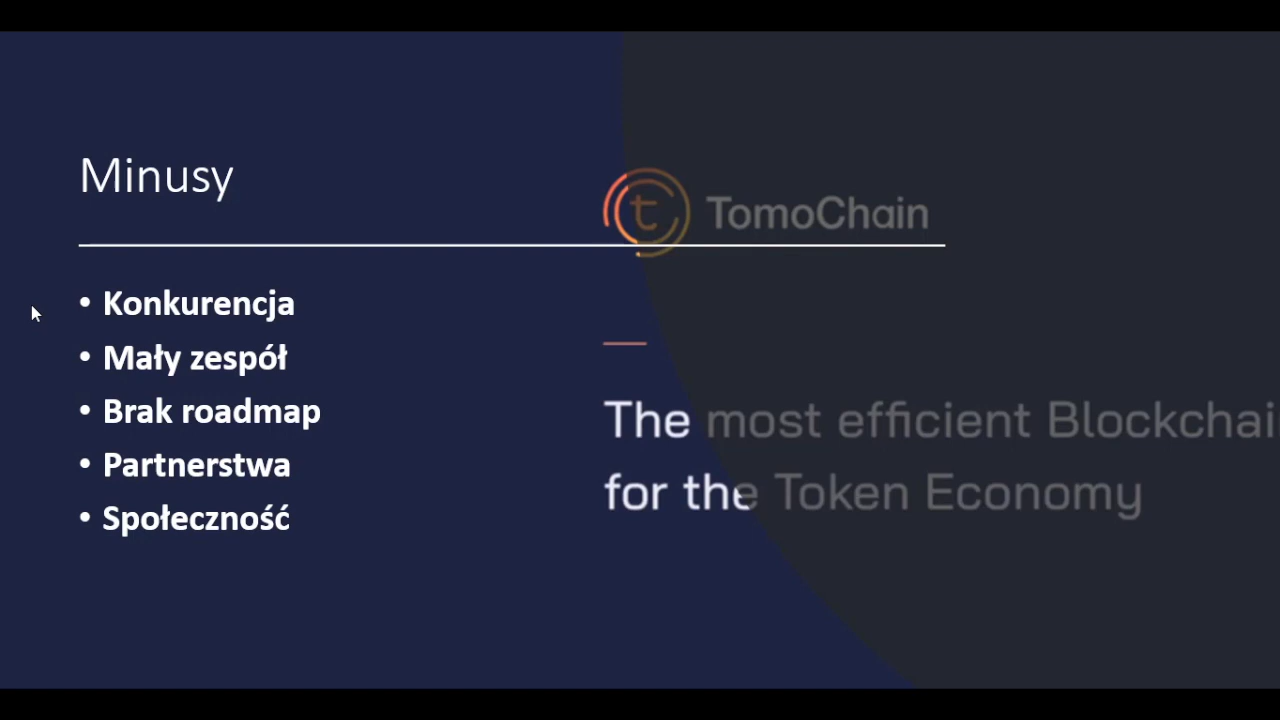 Minusy
TomoChain
• Konkurencja
• Mały zespół
• Brak roadmap
• Partnerstwa
• Społeczność
The most efficient Blockchai
for the Token Economy